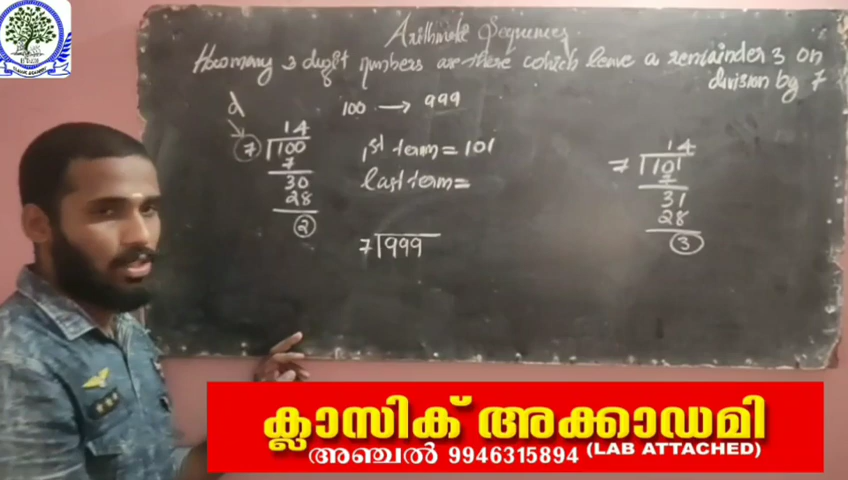 Arithmetic Sequences
How many 3 digit numbers are there which leave a remainder 3 on
division by 7
d
100 → 999
14
7 100
7
30
28
2
1st term = 101
last term =
7 999
14
7 101
7
31
28
3
ക്ലാസിക് അക്കാഡമി
അഞ്ചൽ 9946315894 (LAB ATTACHED)